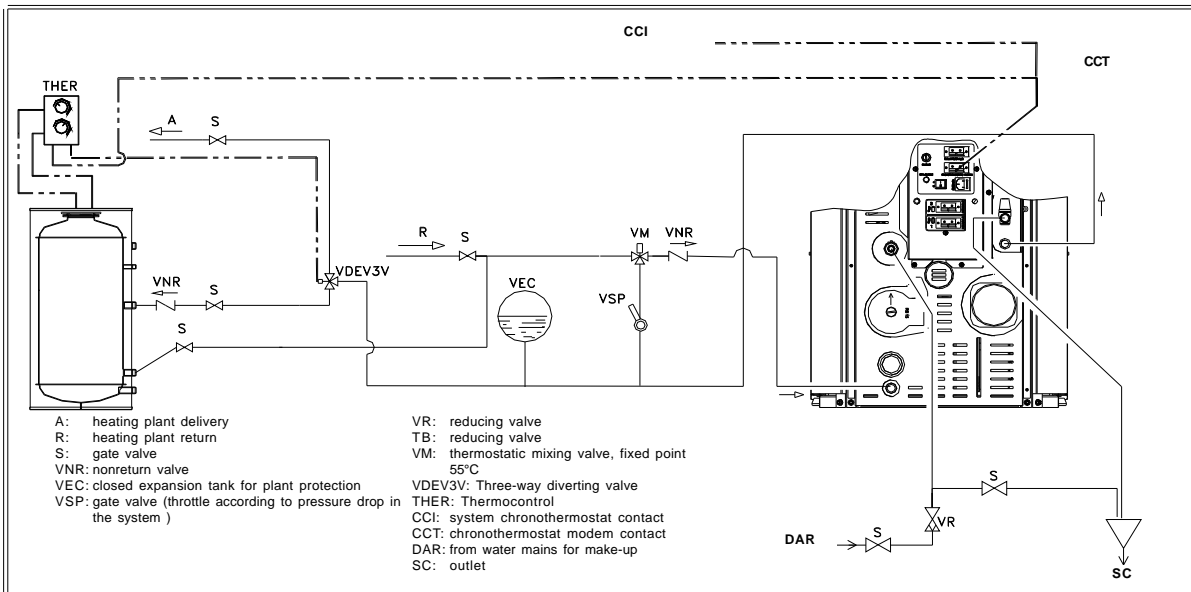 CCI
CCT
THER
A
S
R
S
VM
VNR
VDEV3V
VEC
VSP
VNR
S
S
A: heating plant delivery
R: heating plant return
S: gate valve
VNR: nonreturn valve
VEC: closed expansion tank for plant protection
VSP: gate valve (throttle according to pressure drop in
the system )
VR: reducing valve
TB: reducing valve
VM: thermostatic mixing valve, fixed point
55°C
VDEV3V: Three-way diverting valve
THER: Thermocontrol
CCI: system chronothermostat contact
CCT: chronothermostat modem contact
DAR: from water mains for make-up
SC: outlet
S
VR
DAR
S
SC